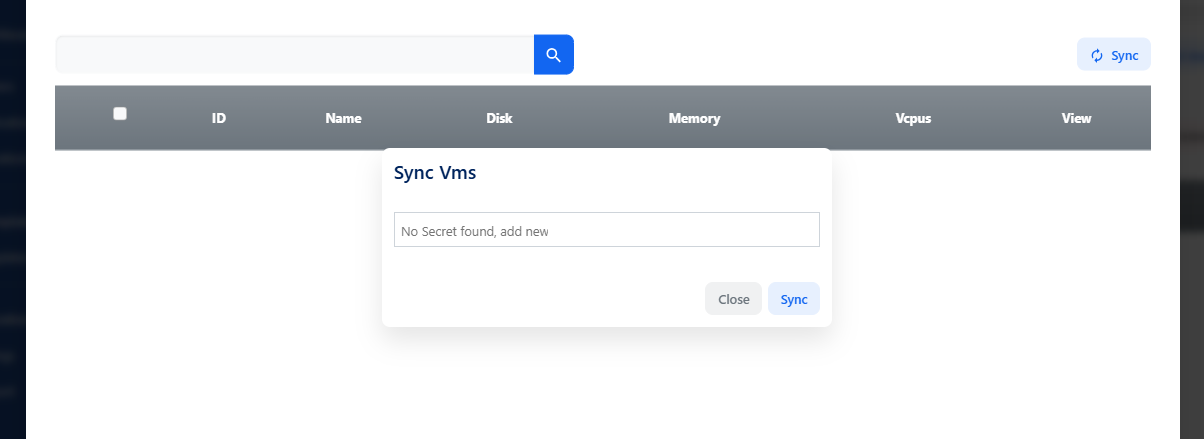 Sync
ID Name Disk Memory Vcpus View
Sync Vms
No Secret found, add new
Close Sync